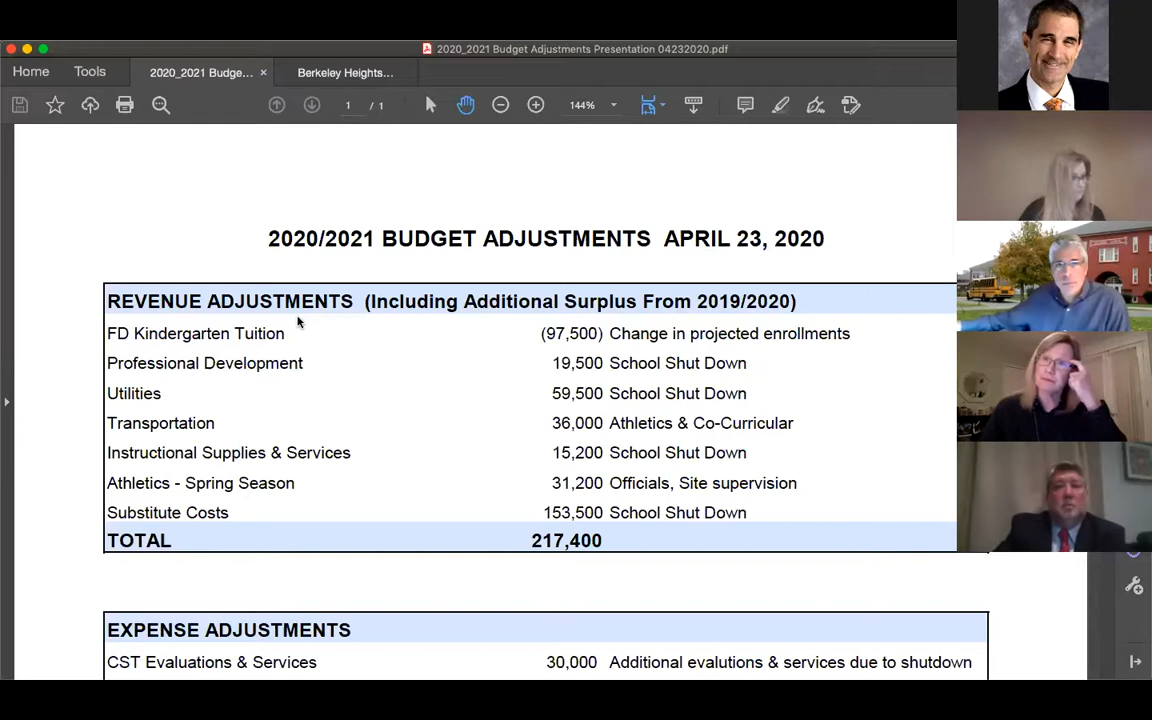 2020_2021 Budget Adjustments Presentation 04232020.pdf
Home Tools 2020_2021 Budge... × Berkeley Heights...
1 / 1 144%
2020/2021 BUDGET ADJUSTMENTS APRIL 23, 2020
REVENUE ADJUSTMENTS (Including Additional Surplus From 2019/2020)
FD Kindergarten Tuition (97,500) Change in projected enrollments
Professional Development 19,500 School Shut Down
Utilities 59,500 School Shut Down
Transportation 36,000 Athletics & Co-Curricular
Instructional Supplies & Services 15,200 School Shut Down
Athletics - Spring Season 31,200 Officials, Site supervision
Substitute Costs 153,500 School Shut Down
TOTAL 217,400
EXPENSE ADJUSTMENTS
CST Evaluations & Services 30,000 Additional evalutions & services due to shutdown